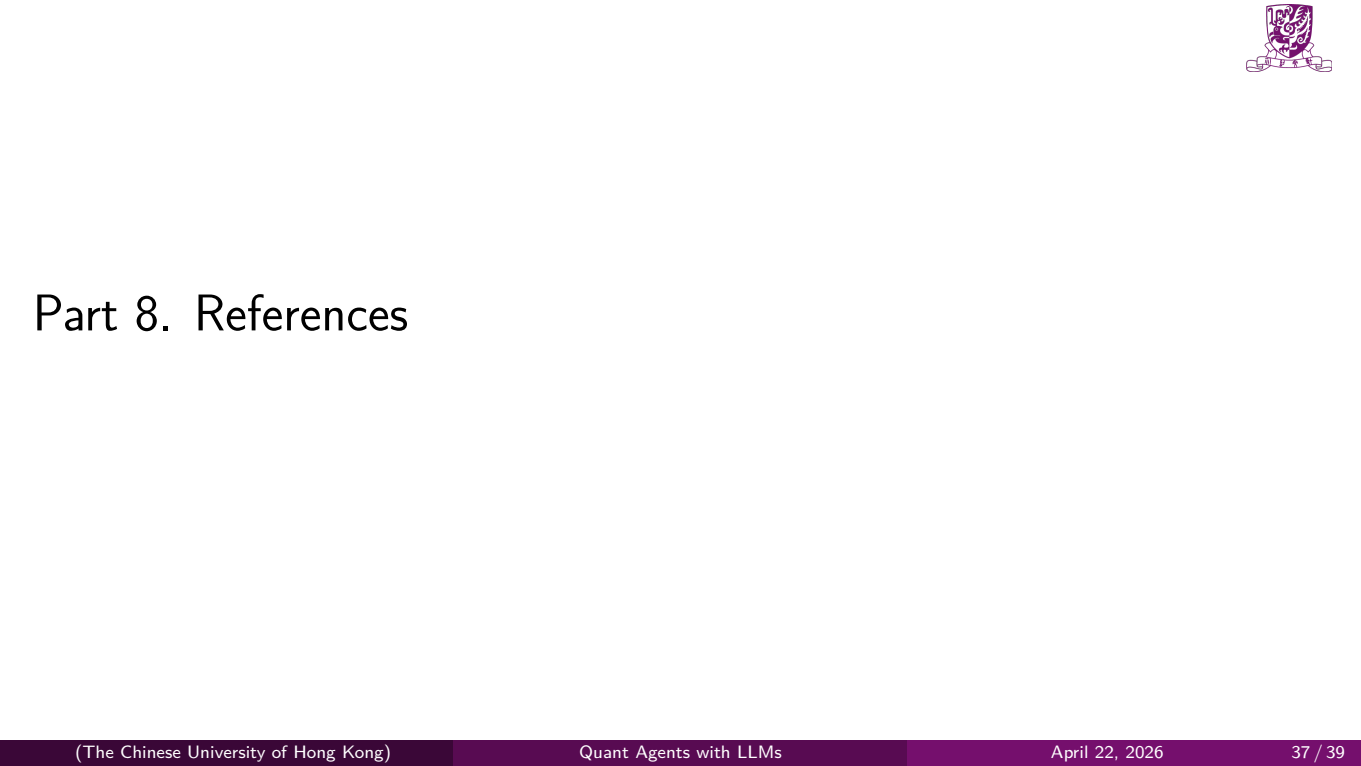 Part 8. References
(The Chinese University of Hong Kong)
Quant Agents with LLMs
April 22, 2026
37 / 39